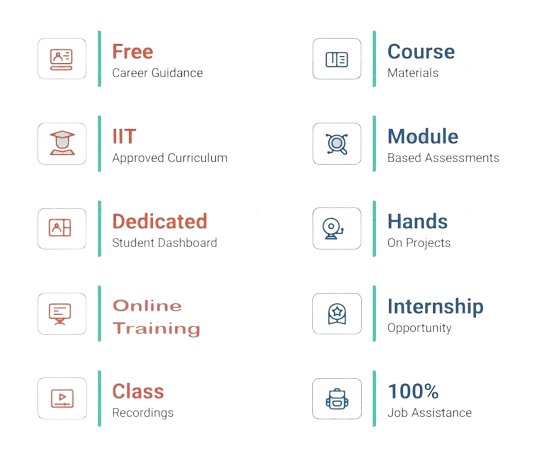 Free
Career Guidance
Course
Materials
IIT
Approved Curriculum
Module
Based Assessments
Dedicated
Student Dashboard
Hands
On Projects
Online
Training
Internship
Opportunity
Class
Recordings
100%
Job Assistance